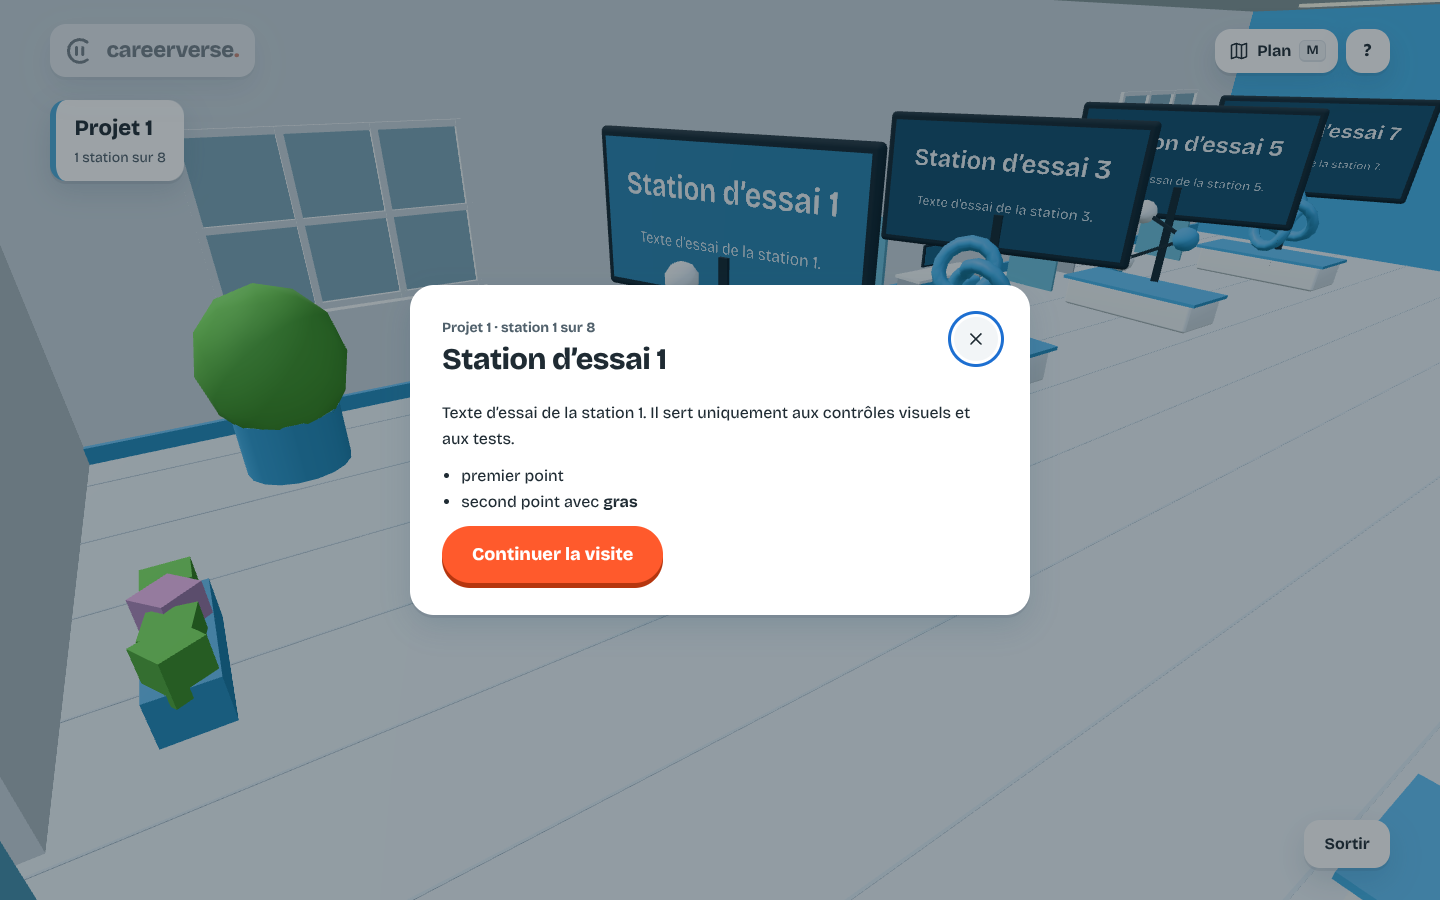 careerverse.
Plan M
?
Projet 1
1 station sur 8
Station d’essai 1
Texte d’essai de la station 1.
Station d’essai 3
Texte d’essai de la station 3.
on d’essai 5
ssai de la station 5.
d’essai 7
e la station 7.
Projet 1 · station 1 sur 8
Station d’essai 1
Texte d’essai de la station 1. Il sert uniquement aux contrôles visuels et
aux tests.
• premier point
• second point avec gras
Continuer la visite
Sortir